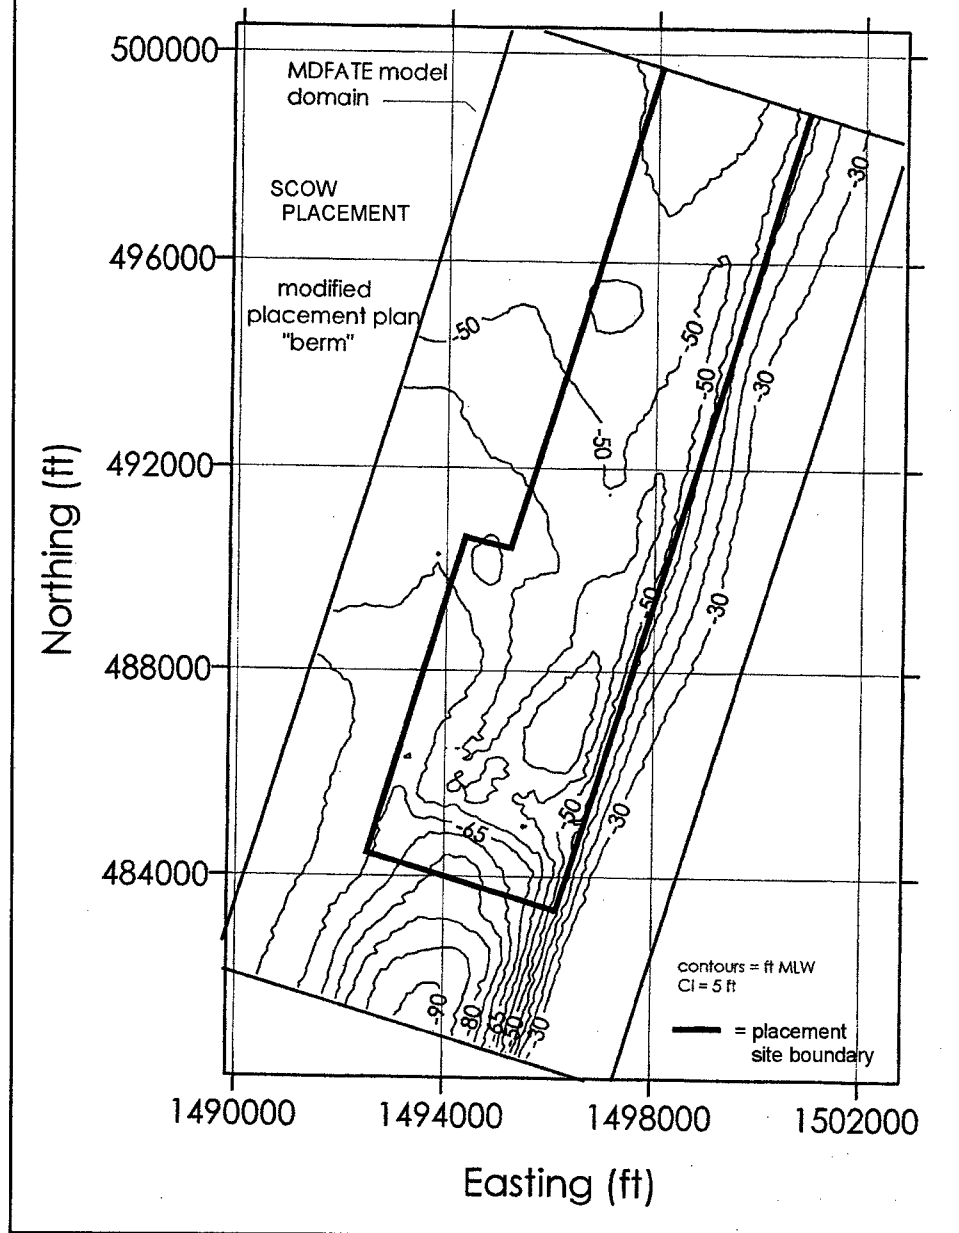 500000
MDFATE model
domain
-30
SCOW
PLACEMENT
496000
modified
placement plan
"berm"
-50
-50
-50
-30
-50
492000
Northing (ft)
-50
-30
488000
-50
-30
-65
484000
contours = ft MLW
CI = 5 ft
-90
-80
-65
-50
-30
= placement
site boundary
1490000
1494000
1498000
1502000
Easting (ft)